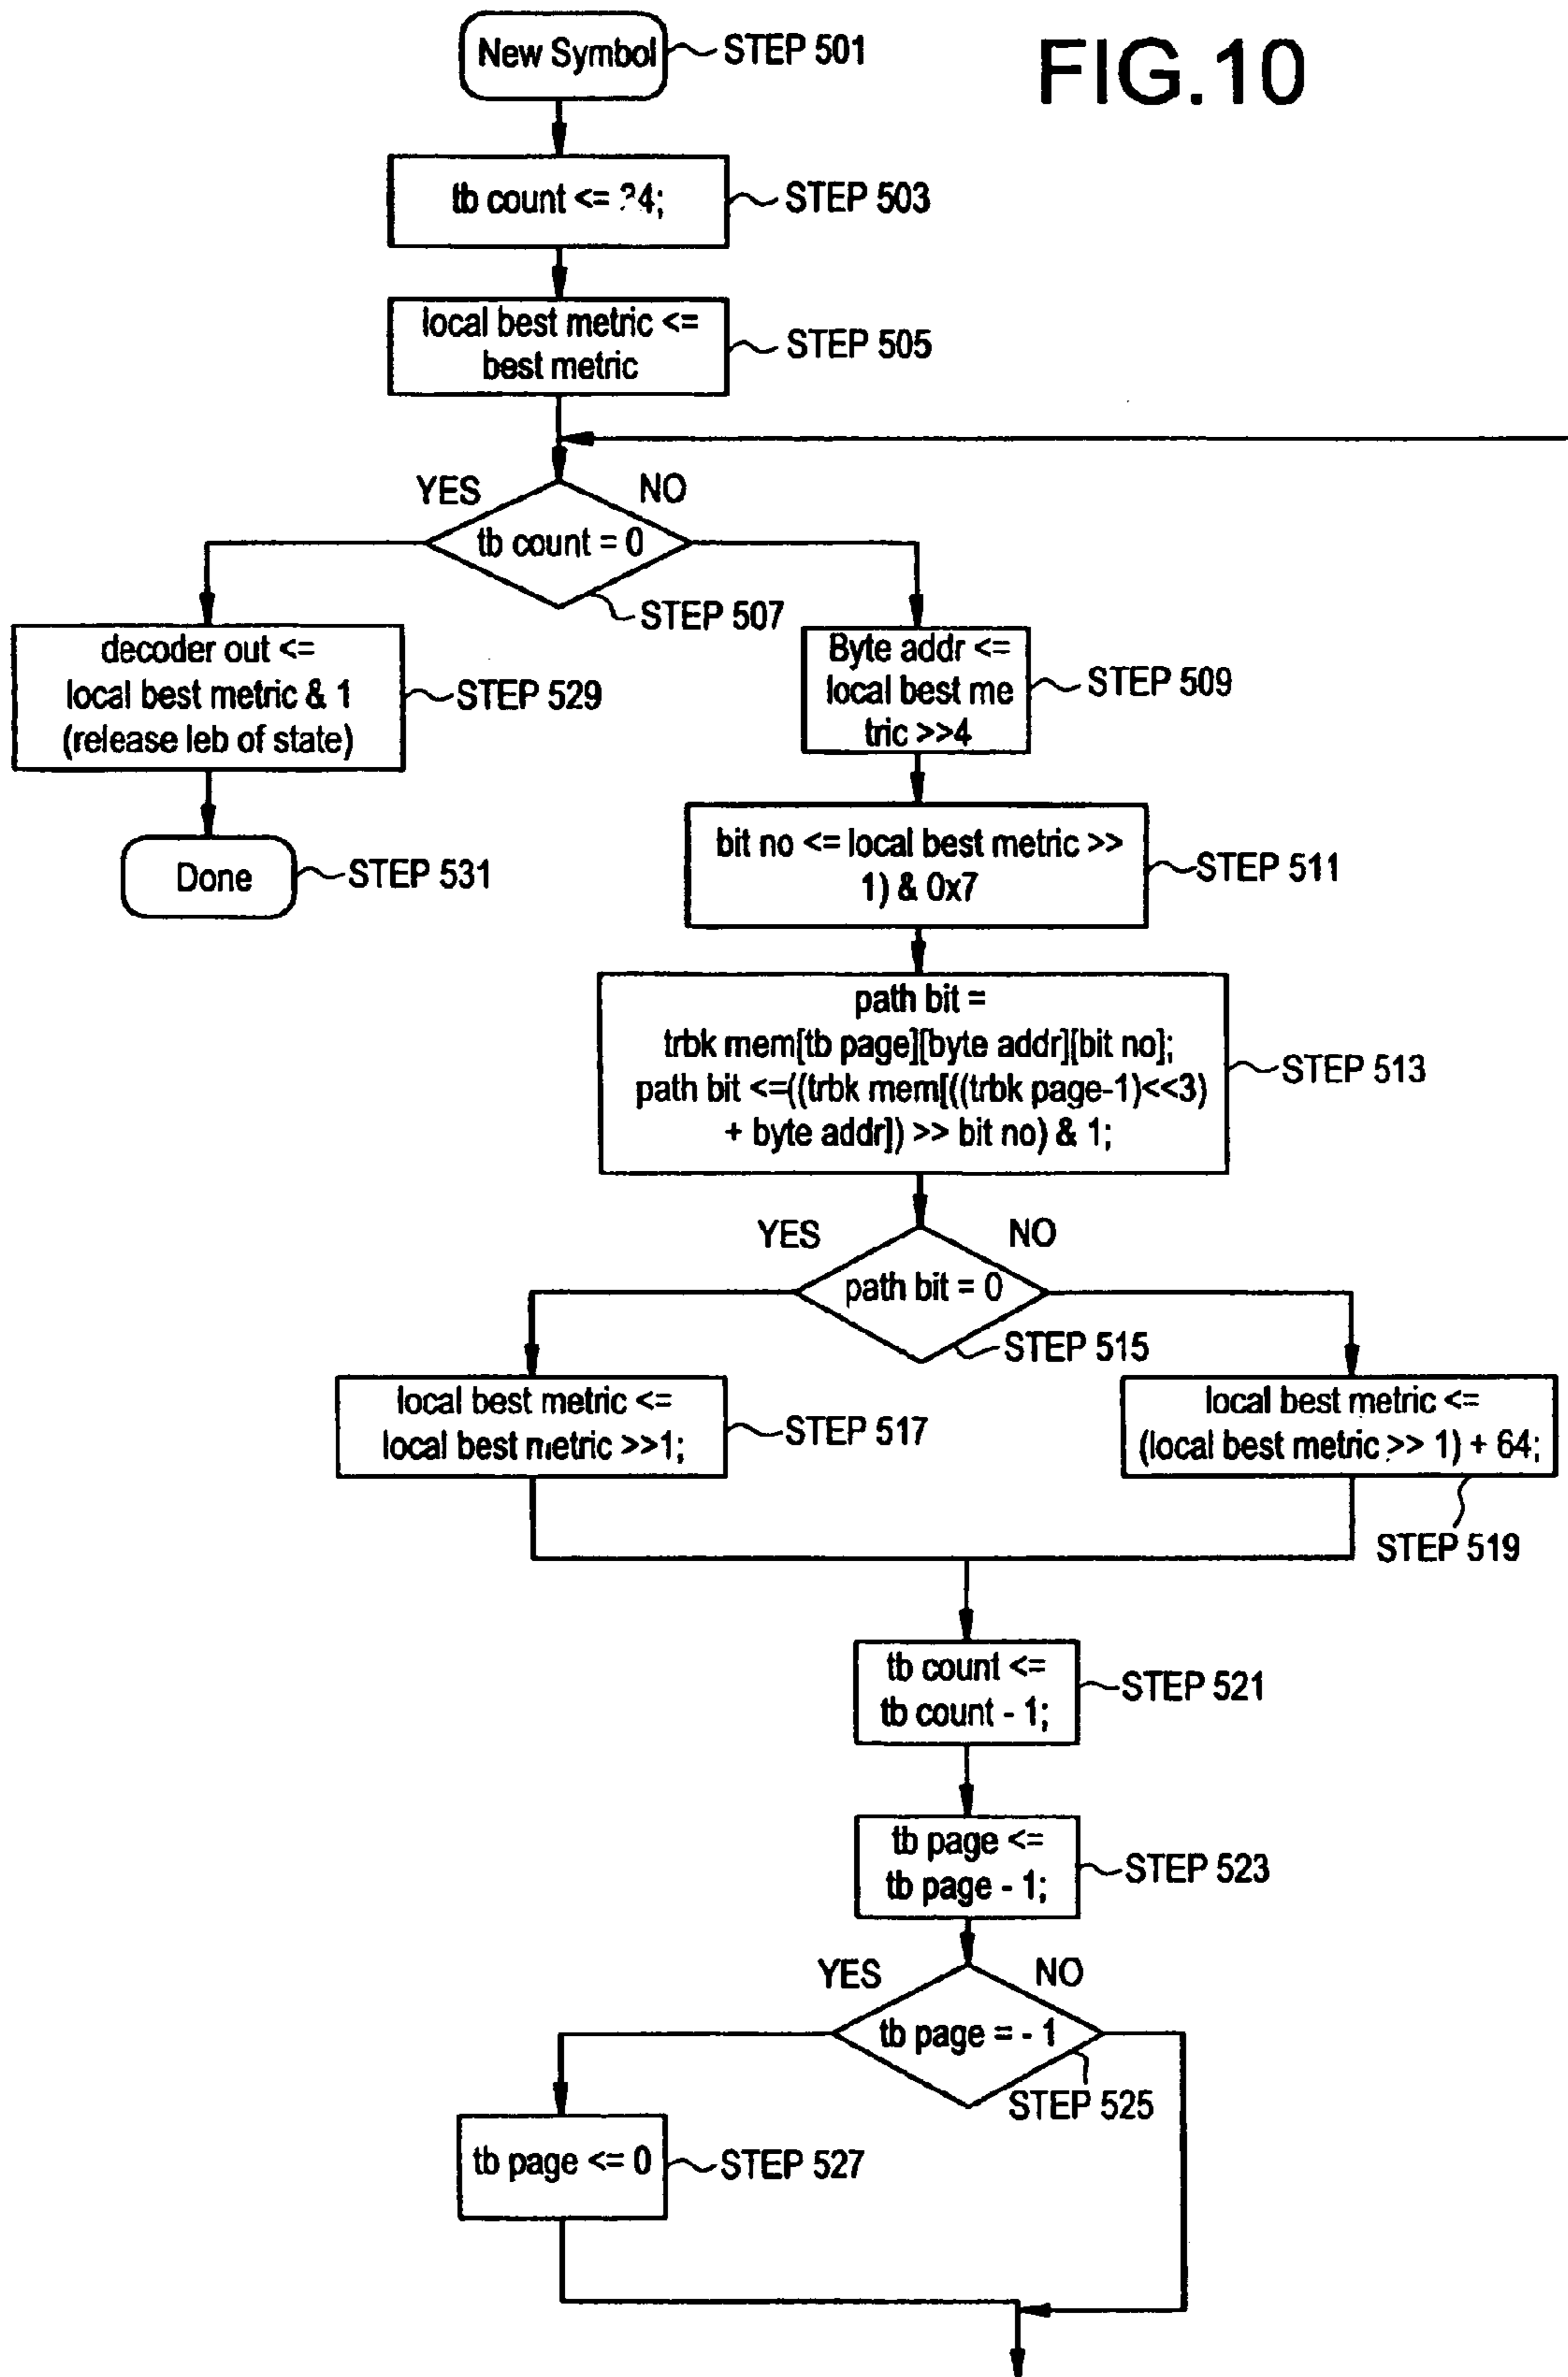 FIG.10
New Symbol
STEP 501
tb count <= 4;
STEP 503
local best metric <=
best metric
STEP 505
YES
NO
tb count = 0
STEP 507
decoder out <=
local best metric & 1
(release leb of state)
STEP 529
Done
STEP 531
Byte addr <=
local best me
tric >>4
STEP 509
bit no <= local best metric >>
1) & 0x7
STEP 511
path bit =
trbk mem[tb page][byte addr][bit no];
path bit <=((trbk mem[((trbk page-1)<<3)
+ byte addr]) >> bit no) & 1;
STEP 513
YES
NO
path bit = 0
STEP 515
local best metric <=
local best metric >>1;
STEP 517
local best metric <=
(local best metric >> 1) + 64;
STEP 519
tb count <=
tb count - 1;
STEP 521
tb page <=
tb page - 1;
STEP 523
YES
NO
tb page = - 1
STEP 525
tb page <= 0
STEP 527